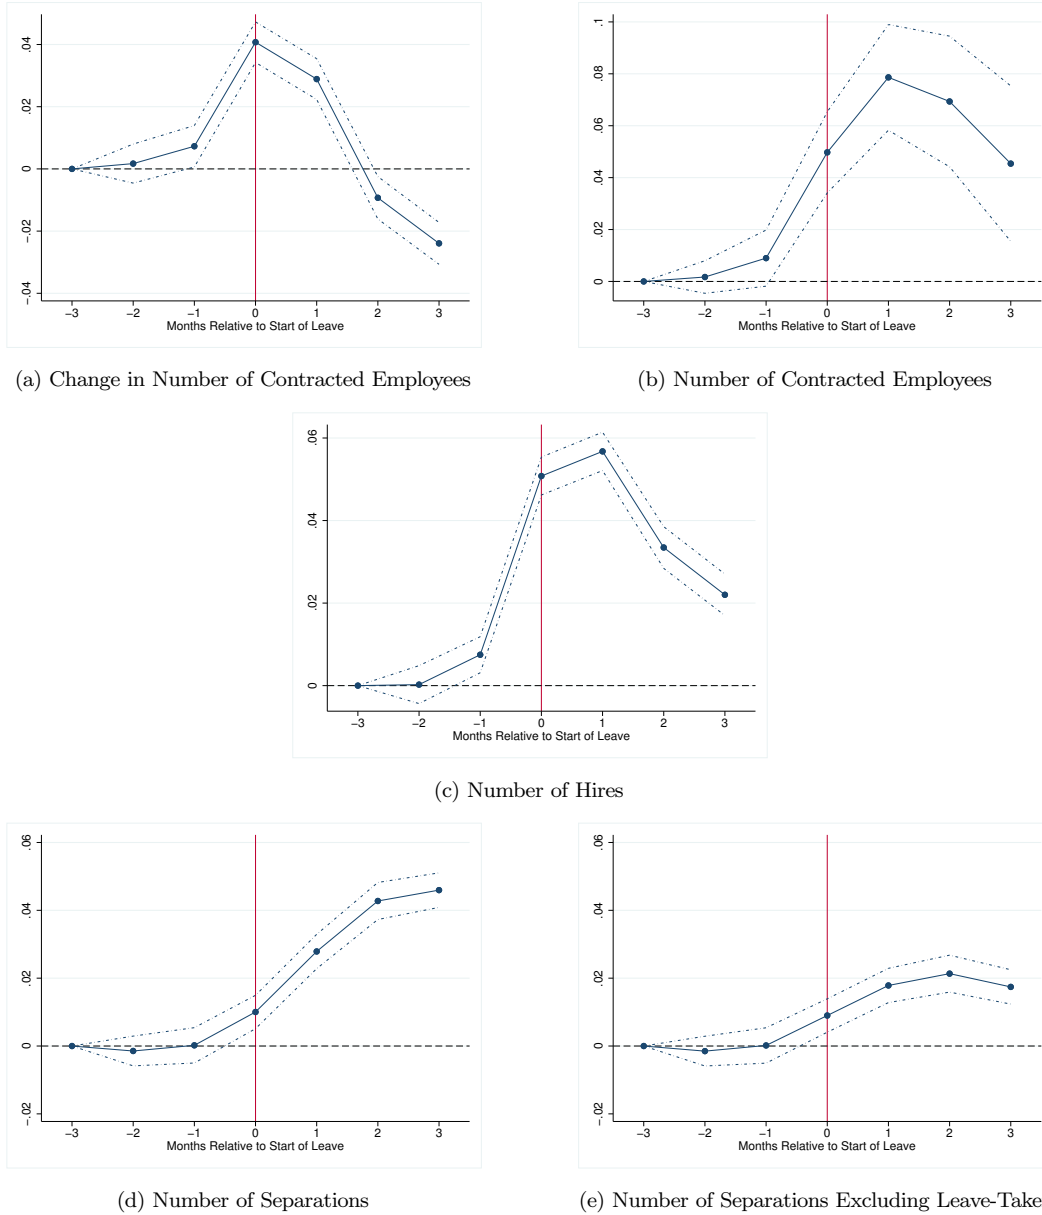 .04
.02
0
−.02
−.04
−3 −2 −1 0 1 2 3
Months Relative to Start of Leave
(a) Change in Number of Contracted Employees
.1
.08
.06
.04
.02
0
−3 −2 −1 0 1 2 3
Months Relative to Start of Leave
(b) Number of Contracted Employees
.06
.04
.02
0
−3 −2 −1 0 1 2 3
Months Relative to Start of Leave
(c) Number of Hires
.06
.04
.02
0
−.02
−3 −2 −1 0 1 2 3
Months Relative to Start of Leave
(d) Number of Separations
.06
.04
.02
0
−.02
−3 −2 −1 0 1 2 3
Months Relative to Start of Leave
(e) Number of Separations Excluding Leave-Take